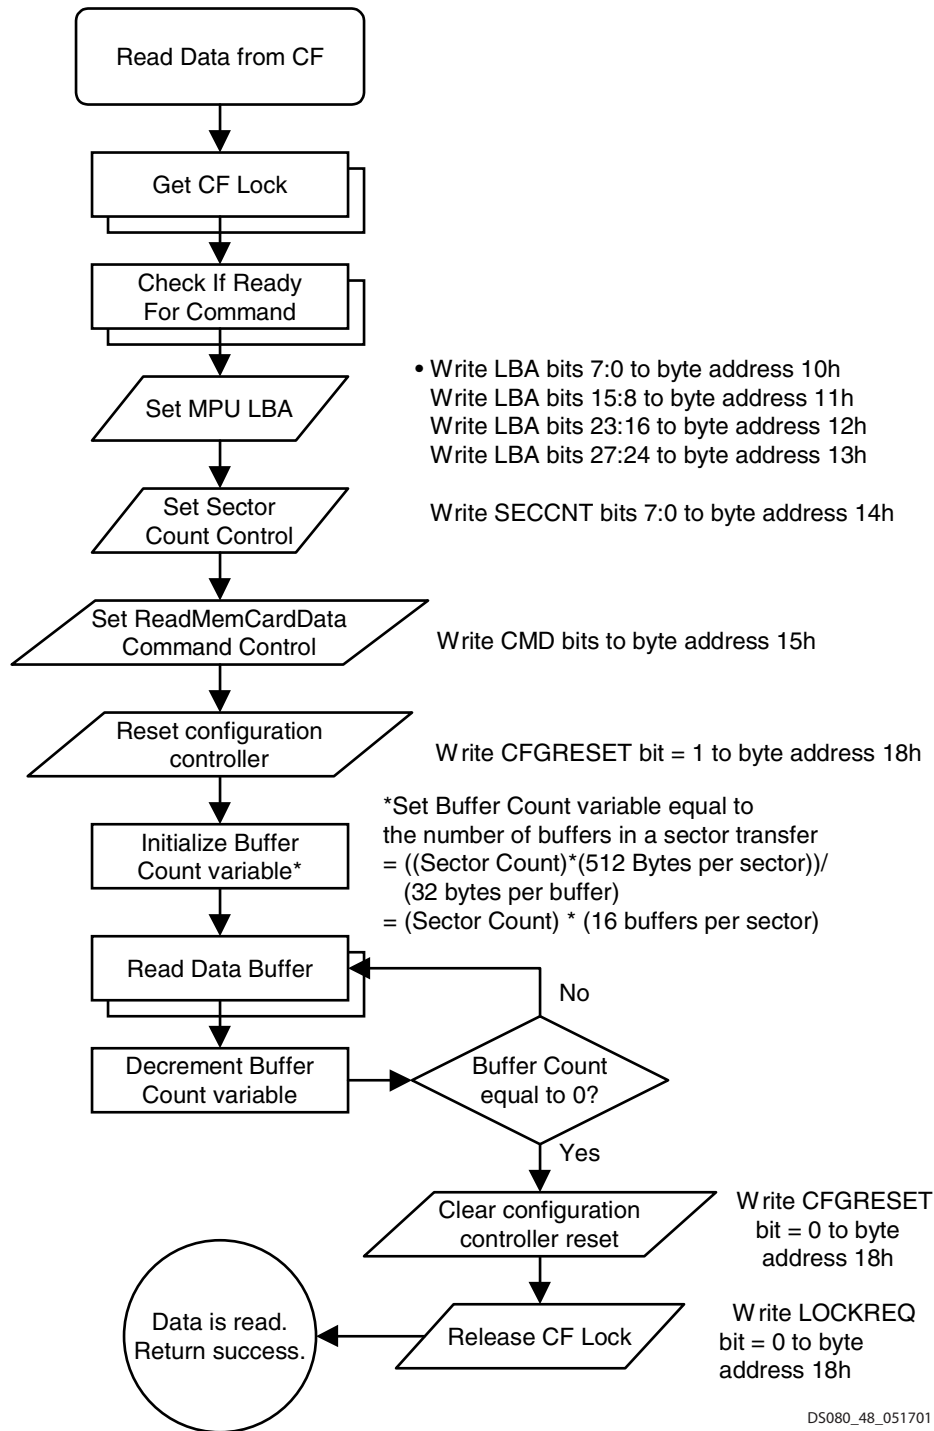 Read Data from CF
Get CF Lock
Check If Ready
For Command
Set MPU LBA
• Write LBA bits 7:0 to byte address 10h
Write LBA bits 15:8 to byte address 11h
Write LBA bits 23:16 to byte address 12h
Write LBA bits 27:24 to byte address 13h
Set Sector
Count Control
Write SECCNT bits 7:0 to byte address 14h
Set ReadMemCardData
Command Control
Write CMD bits to byte address 15h
Reset configuration
controller
Write CFGRESET bit = 1 to byte address 18h
Initialize Buffer
Count variable*
*Set Buffer Count variable equal to
the number of buffers in a sector transfer
= ((Sector Count)*(512 Bytes per sector))/
(32 bytes per buffer)
= (Sector Count) * (16 buffers per sector)
Read Data Buffer
No
Decrement Buffer
Count variable
Buffer Count
equal to 0?
Yes
Clear configuration
controller reset
Write CFGRESET
bit = 0 to byte
address 18h
Release CF Lock
Write LOCKREQ
bit = 0 to byte
address 18h
Data is read.
Return success.
DS080_48_051701